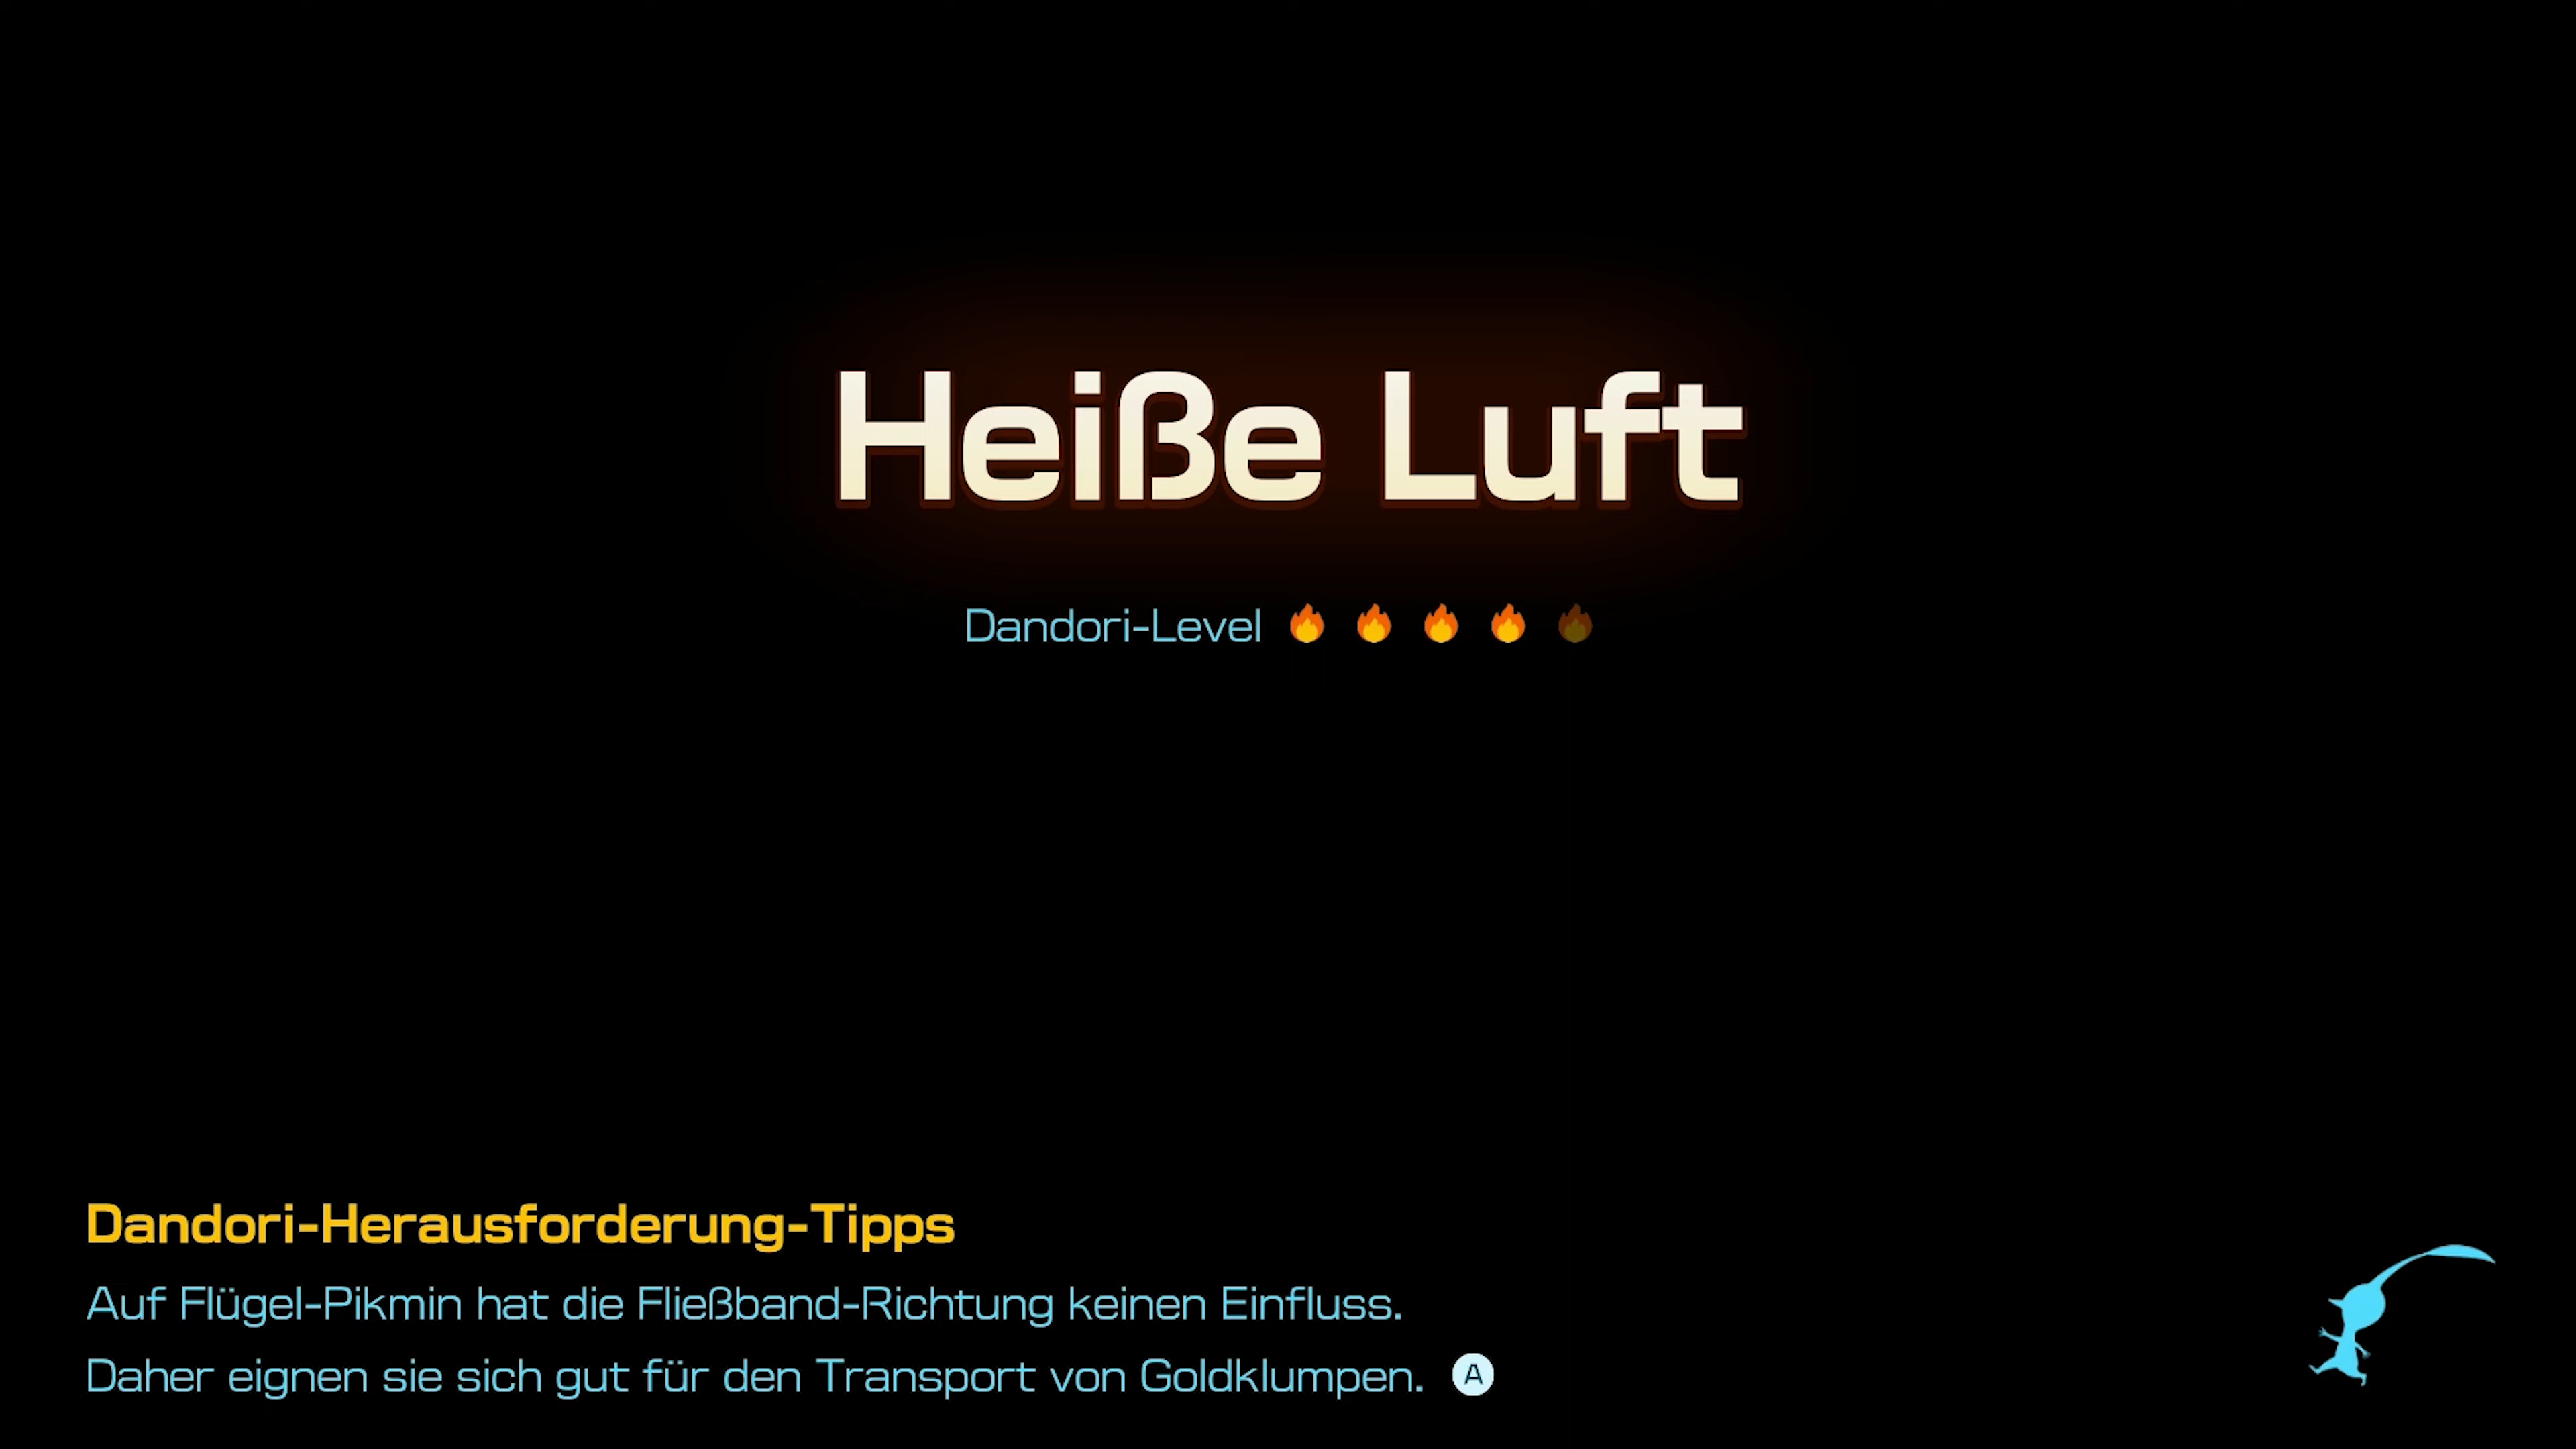 Heiße Luft
Dandori-Level
Dandori-Herausforderung-Tipps
Auf Flügel-Pikmin hat die Fließband-Richtung keinen Einfluss.
Daher eignen sie sich gut für den Transport von Goldklumpen. A